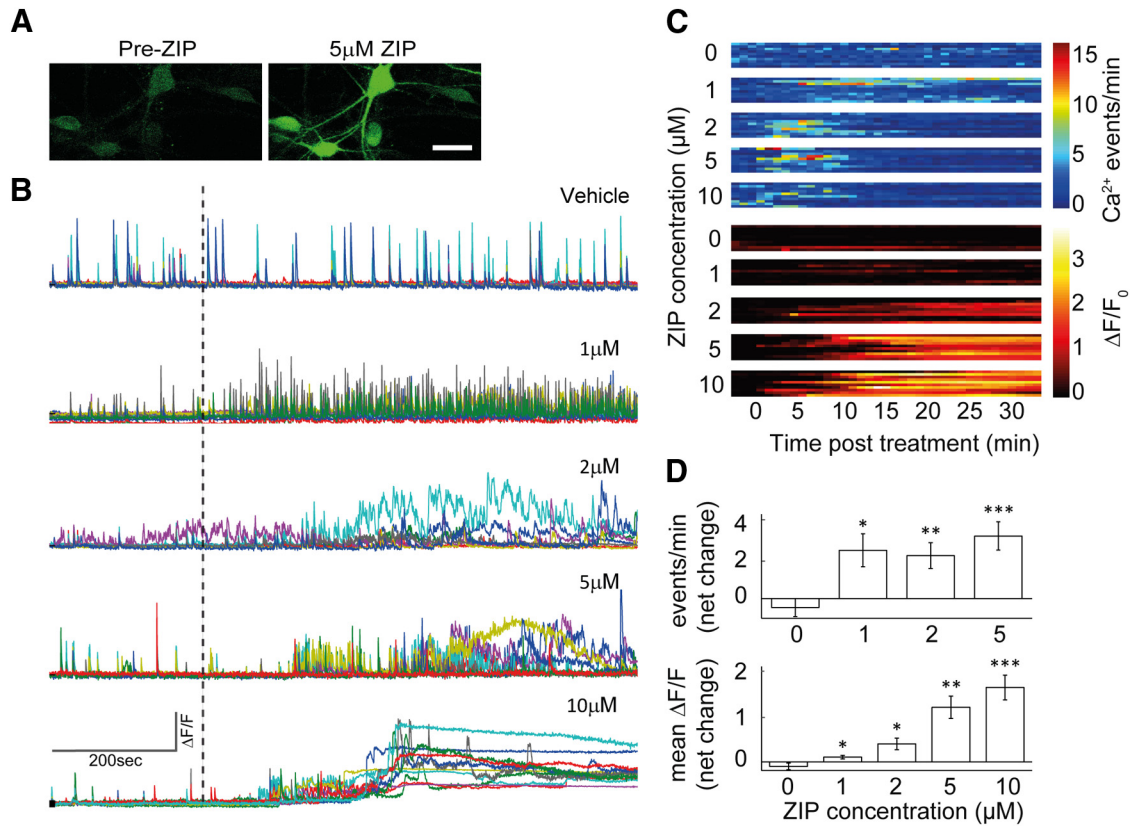 A
Pre-ZIP
5µM ZIP
B
Vehicle
1µM
2µM
5µM
10µM
ΔF/F
200sec
C
ZIP concentration (µM)
0
1
2
5
10
0
1
2
5
10
15
10
5
0
Ca²⁺ events/min
3
2
1
0
ΔF/F₀
0 5 10 15 20 25 30
Time post treatment (min)
D
events/min
(net change)
4
2
0
* ** ***
0 1 2 5
mean ΔF/F
(net change)
2
1
0
* * ** ***
0 1 2 5 10
ZIP concentration (µM)